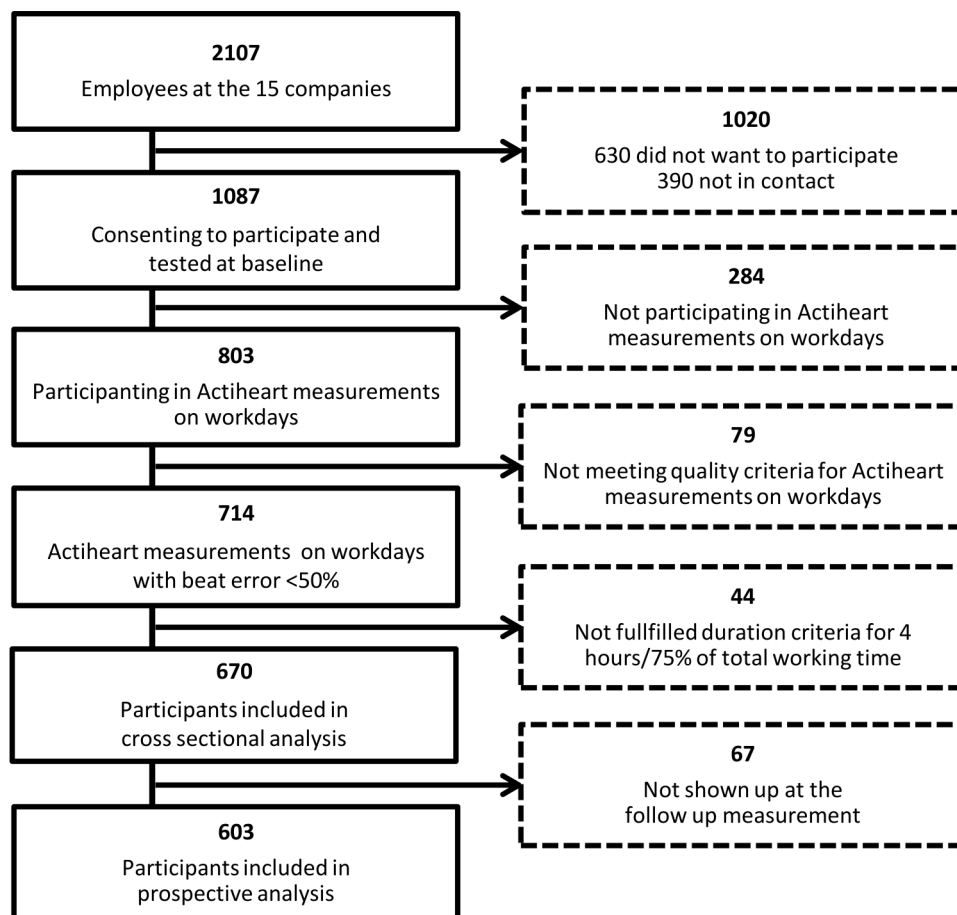 2107
Employees at the 15 companies
1020
630 did not want to participate
390 not in contact
1087
Consenting to participate and
tested at baseline
284
Not participating in Actiheart
measurements on workdays
803
Participanting in Actiheart measurements
on workdays
79
Not meeting quality criteria for Actiheart
measurements on workdays
714
Actiheart measurements on workdays
with beat error <50%
44
Not fullfilled duration criteria for 4
hours/75% of total working time
670
Participants included in
cross sectional analysis
67
Not shown up at the
follow up measurement
603
Participants included in
prospective analysis